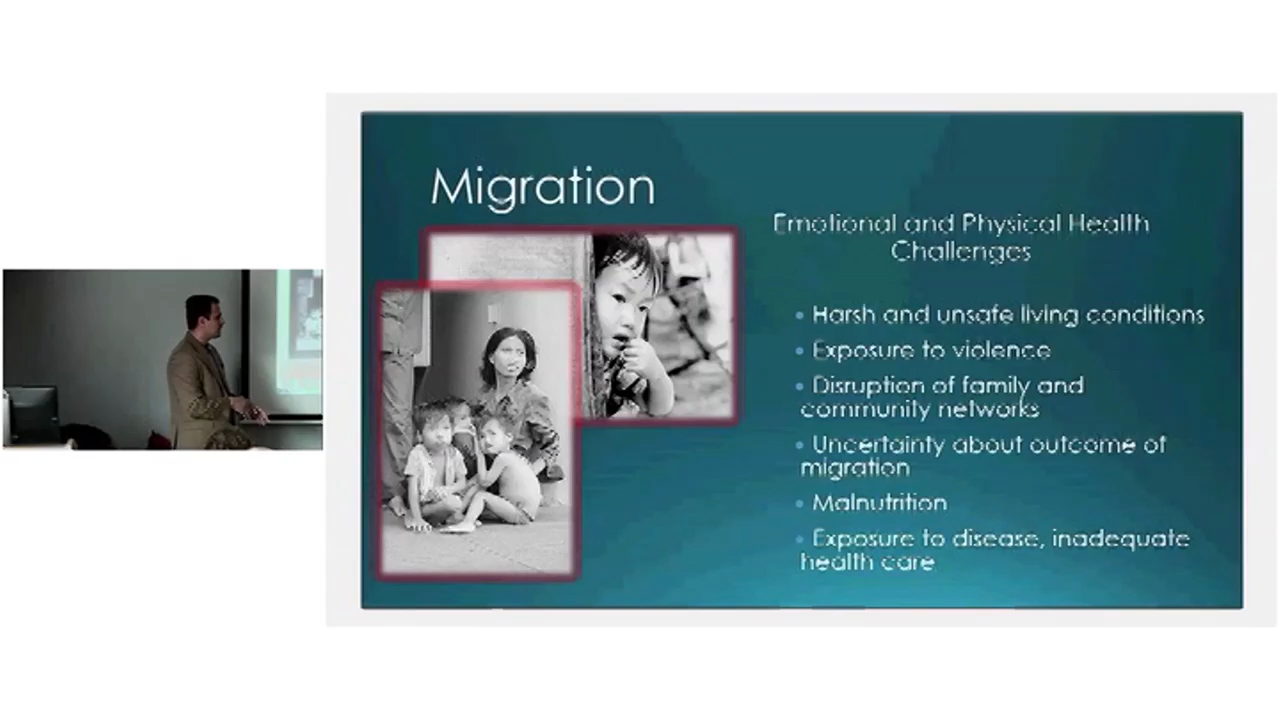 Migration
Emotional and Physical Health
Challenges
• Harsh and unsafe living conditions
• Exposure to violence
• Disruption of family and
community networks
• Uncertainty about outcome of
migration
• Malnutrition
• Exposure to disease, inadequate
health care